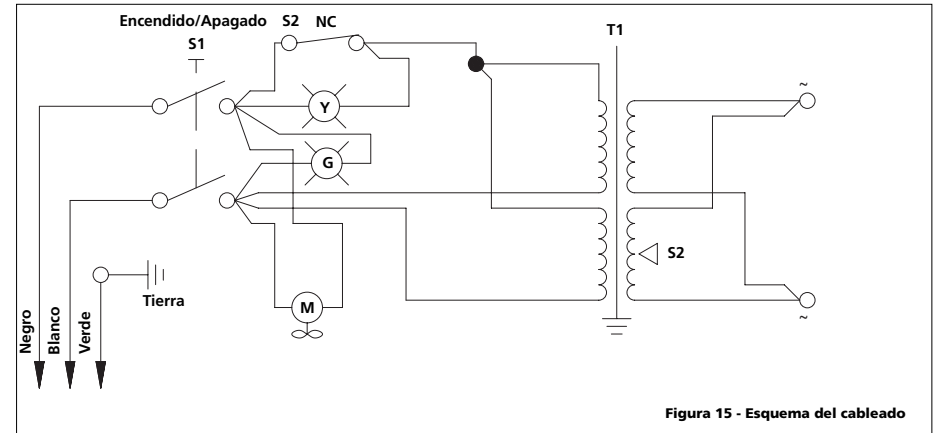 Encendido/Apagado
S1
S2
NC
T1
Y
G
S2
~
~
Tierra
M
Negro
Blanco
Verde
Figura 15 - Esquema del cableado